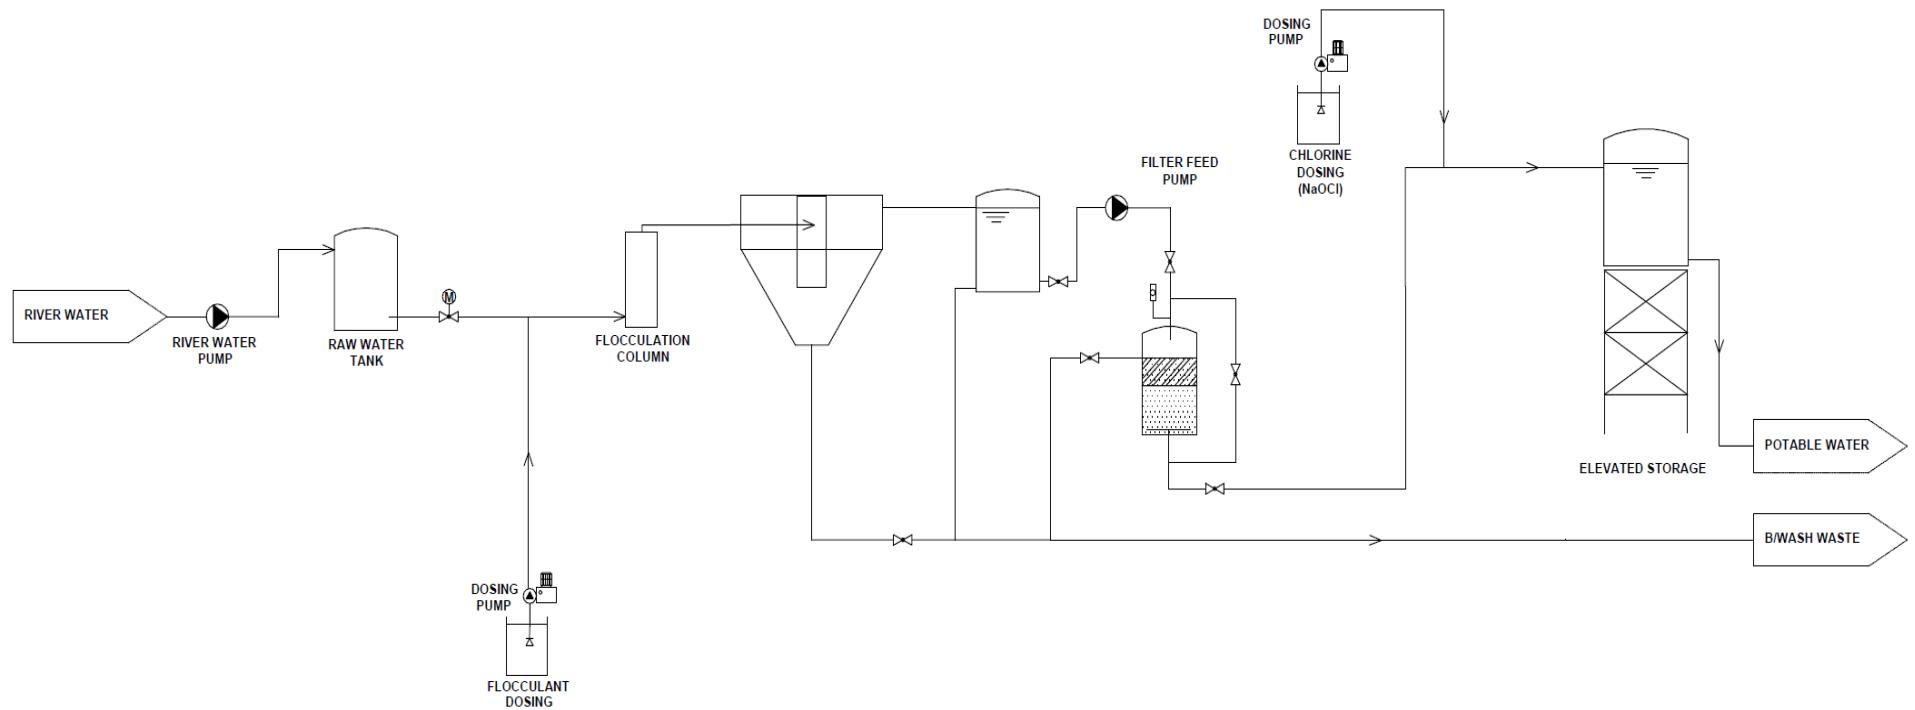 DOSING
PUMP
CHLORINE
DOSING
(NaOCl)
FILTER FEED
PUMP
RIVER WATER
RIVER WATER
PUMP
RAW WATER
TANK
M
FLOCCULATION
COLUMN
POTABLE WATER
ELEVATED STORAGE
B/WASH WASTE
DOSING
PUMP
FLOCCULANT
DOSING